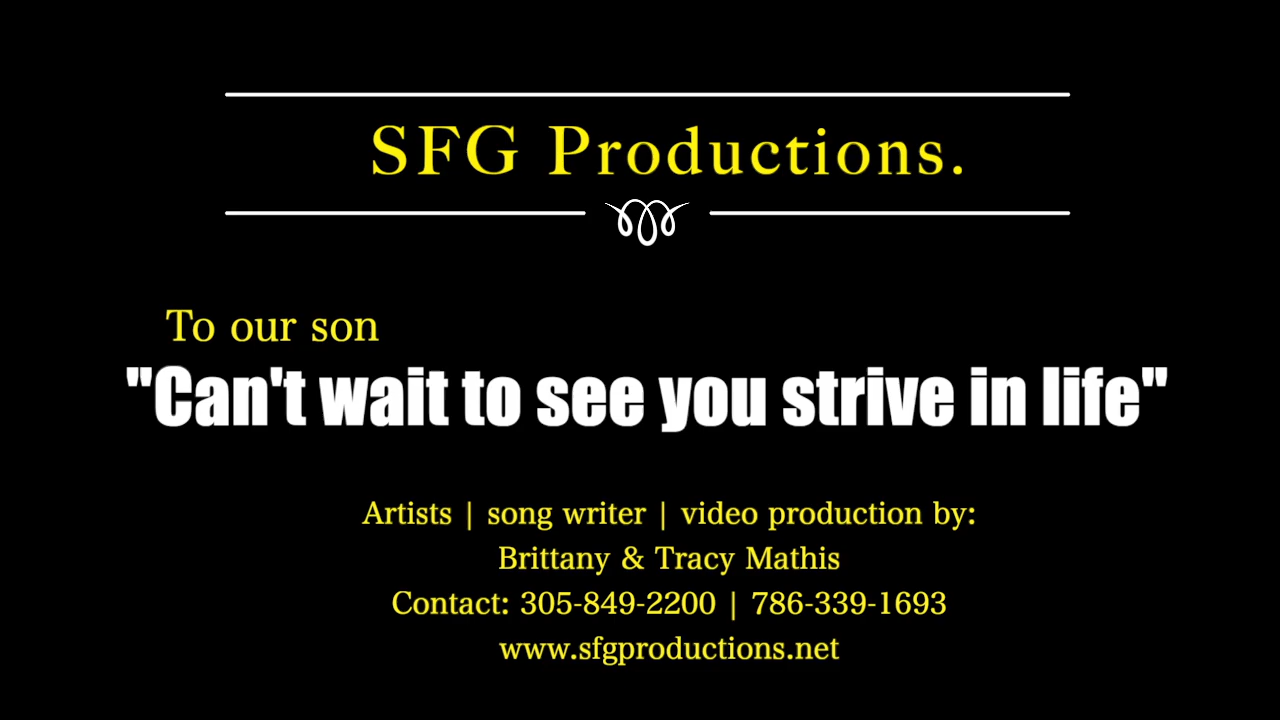 SFG Productions.
To our son
"Can't wait to see you strive in life"
Artists | song writer | video production by:
Brittany & Tracy Mathis
Contact: 305-849-2200 | 786-339-1693
www.sfgproductions.net